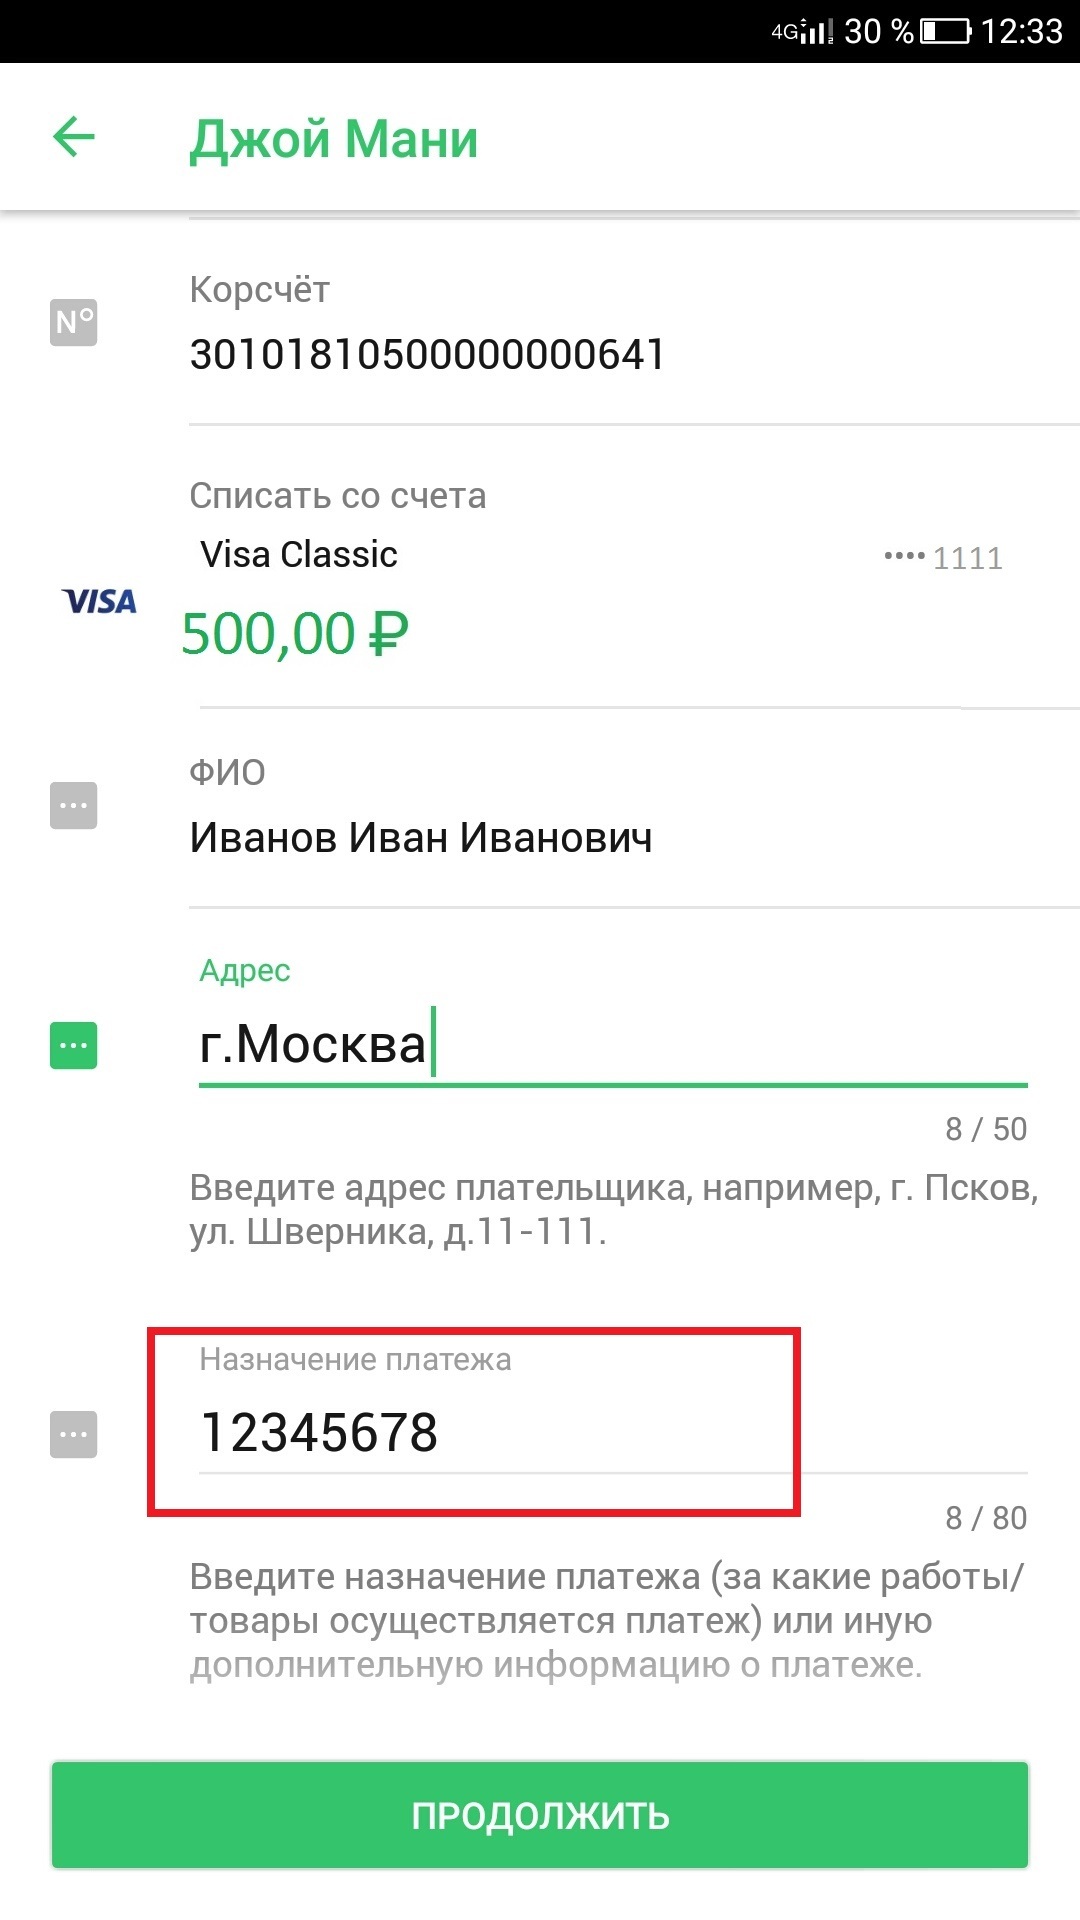 4G 2 30 % 12:33
Джой Мани
Корсчёт
N° 30101810500000000641
Списать со счета
Visa Classic •••• 1111
VISA 500,00 ₽
ФИО
Иванов Иван Иванович
Адрес
г.Москва
8 / 50
Введите адрес плательщика, например, г. Псков,
ул. Шверника, д.11-111.
Назначение платежа
12345678
8 / 80
Введите назначение платежа (за какие работы/
товары осуществляется платеж) или иную
дополнительную информацию о платеже.
ПРОДОЛЖИТЬ